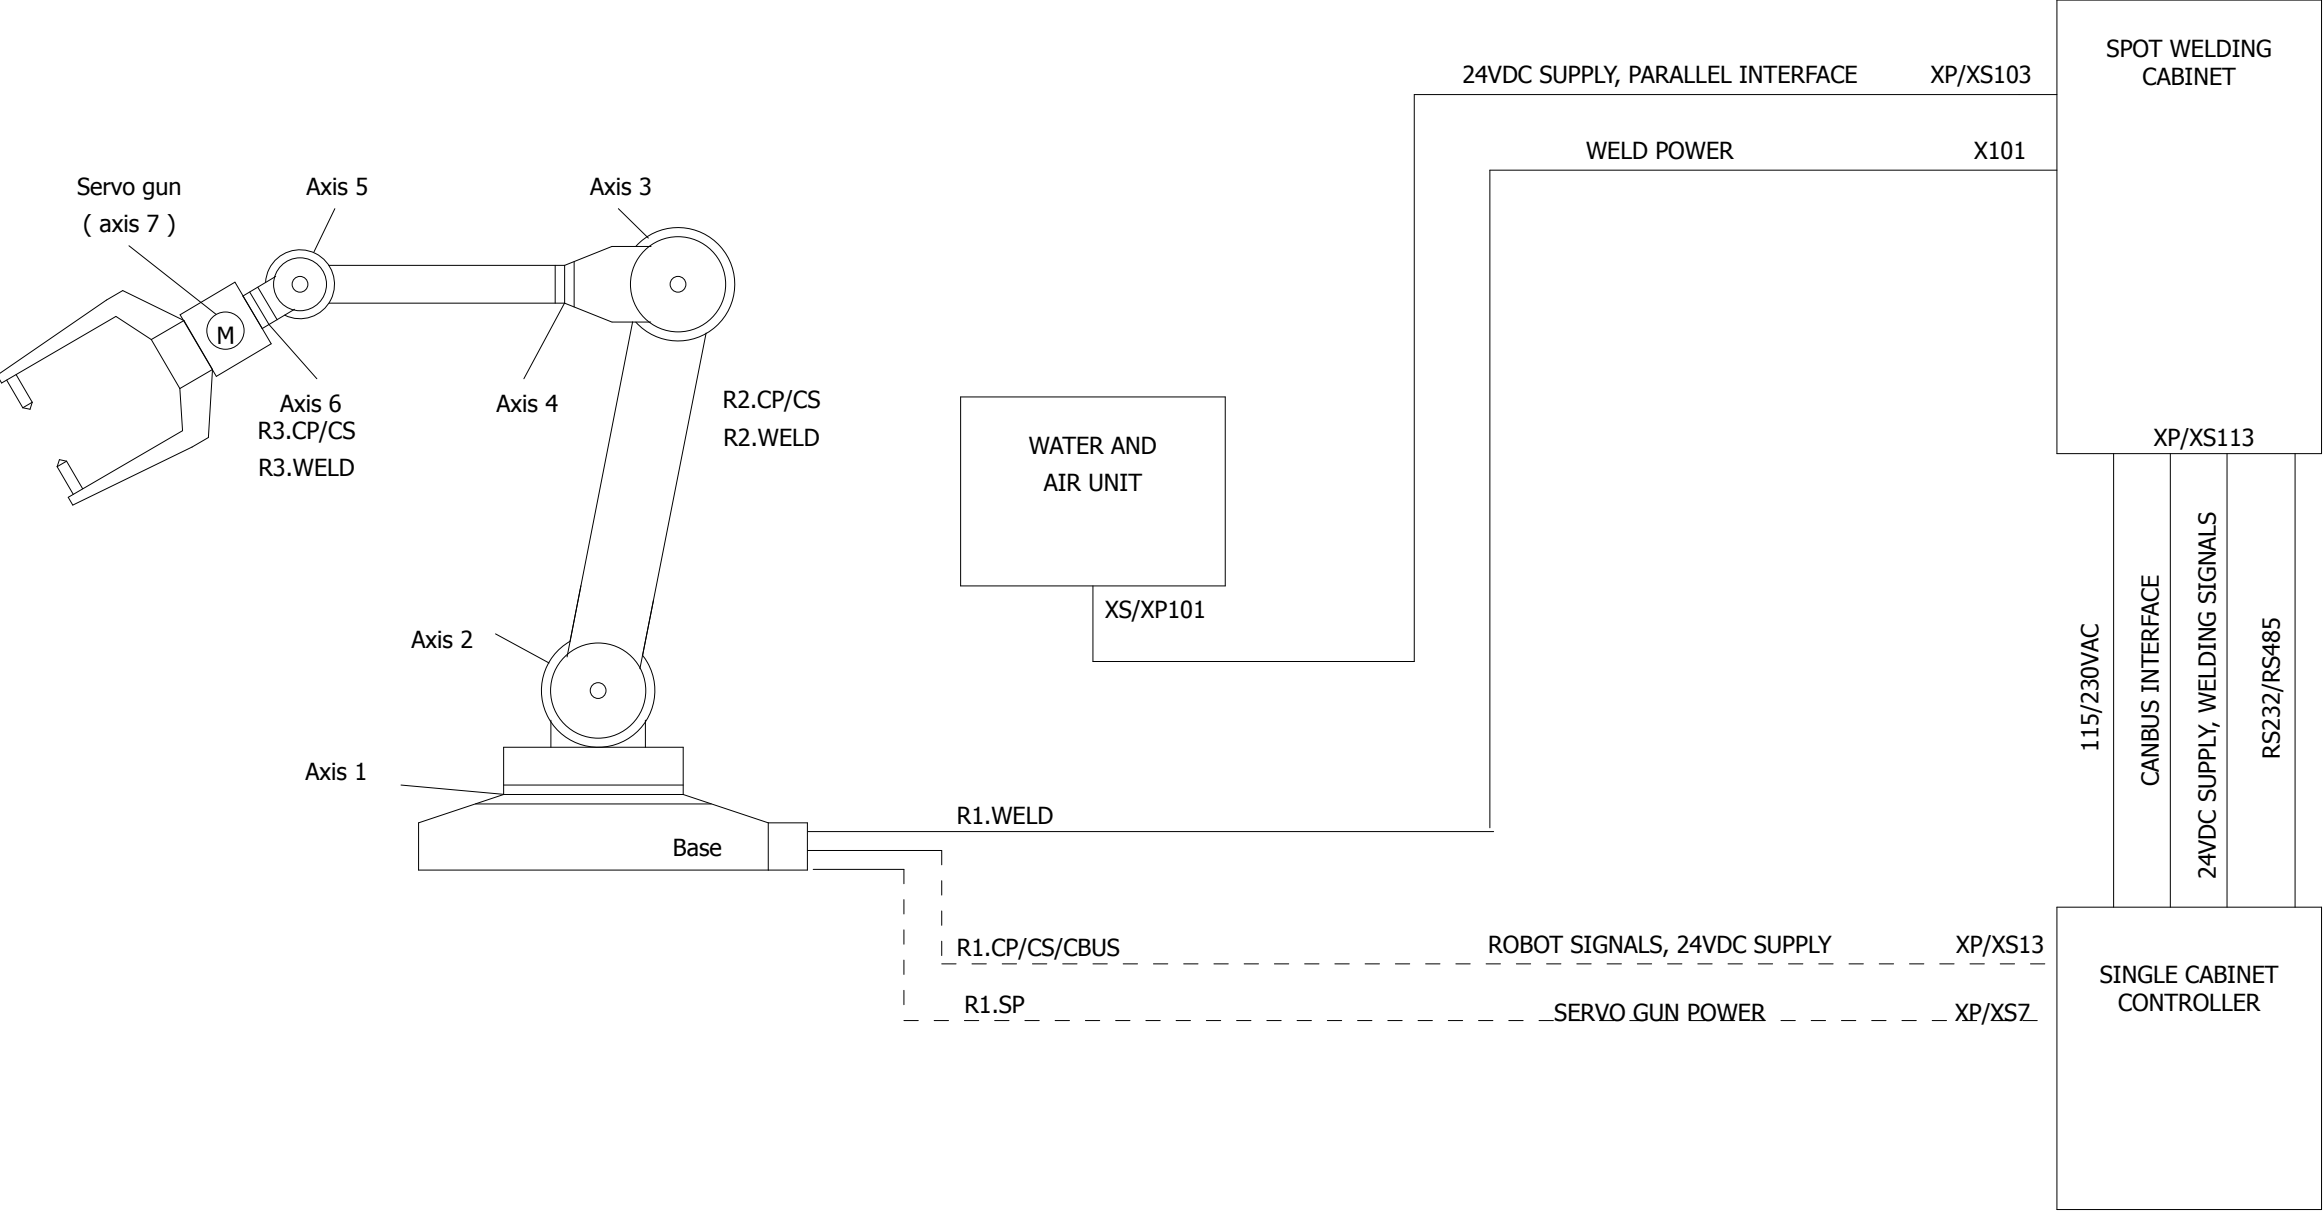 SPOT WELDING
CABINET
24VDC SUPPLY, PARALLEL INTERFACE
XP/XS103
WELD POWER
X101
Servo gun
( axis 7 )
Axis 5
Axis 3
M
Axis 6
R3.CP/CS
R3.WELD
Axis 4
R2.CP/CS
R2.WELD
WATER AND
AIR UNIT
XS/XP101
XP/XS113
115/230VAC
CANBUS INTERFACE
24VDC SUPPLY, WELDING SIGNALS
RS232/RS485
Axis 2
Axis 1
Base
R1.WELD
R1.CP/CS/CBUS
ROBOT SIGNALS, 24VDC SUPPLY
XP/XS13
R1.SP
SERVO GUN POWER
XP/XS7
SINGLE CABINET
CONTROLLER